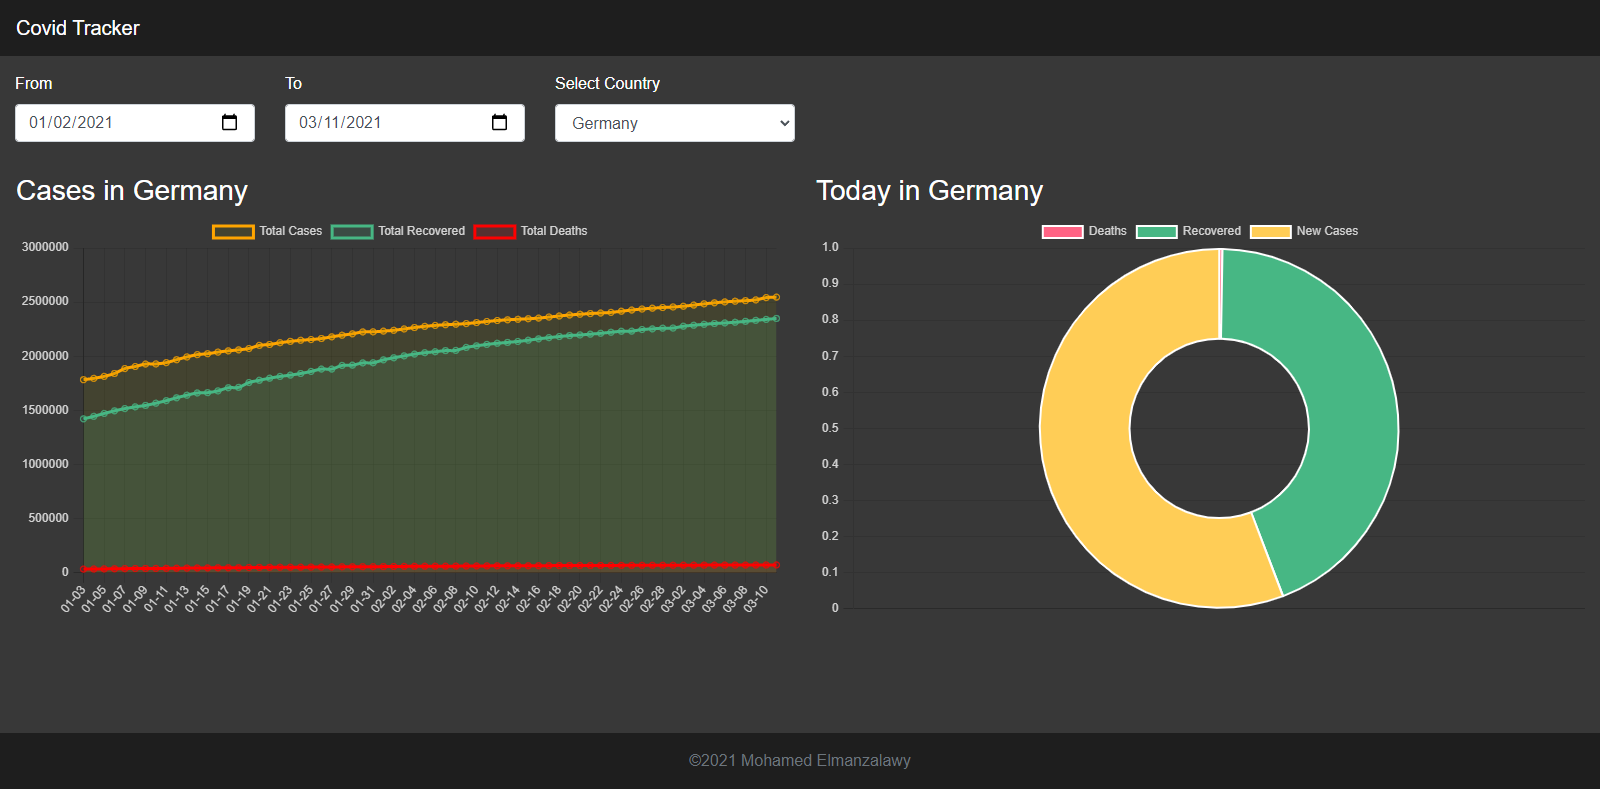 Covid Tracker
From To Select Country
01/02/2021 03/11/2021 Germany
Cases in Germany
Total Cases Total Recovered Total Deaths
3000000
2500000
2000000
1500000
1000000
500000
0
01-03 01-05 01-07 01-09 01-11 01-13 01-15 01-17 01-19 01-21 01-23 01-25 01-27 01-29 01-31 02-02 02-04 02-06 02-08 02-10 02-12 02-14 02-16 02-18 02-20 02-22 02-24 02-26 02-28 03-02 03-04 03-06 03-08 03-10
Today in Germany
Deaths Recovered New Cases
1.0
0.9
0.8
0.7
0.6
0.5
0.4
0.3
0.2
0.1
0
©2021 Mohamed Elmanzalawy